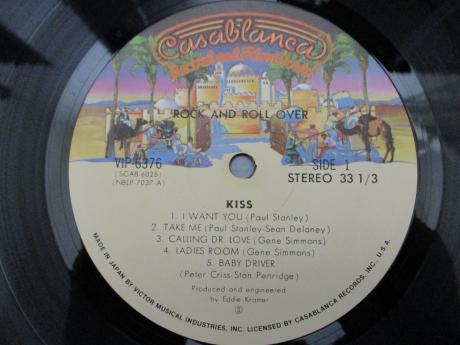 Casablanca
Record and FilmWorks
ROCK AND ROLL OVER
VIP-6376
(SCAB-6025)
(NBLP-7037-A)
SIDE 1
STEREO 33 1/3
KISS
1. I WANT YOU (Paul Stanley)
2. TAKE ME (Paul Stanley-Sean Delaney)
3. CALLING DR. LOVE (Gene Simmons)
4. LADIES ROOM (Gene Simmons)
5. BABY DRIVER
(Peter Criss-Stan Penridge)
Produced and engineered
by Eddie Kramer
MADE IN JAPAN BY VICTOR MUSICAL INDUSTRIES, INC. LICENSED BY CASABLANCA RECORDS, INC., U.S.A.